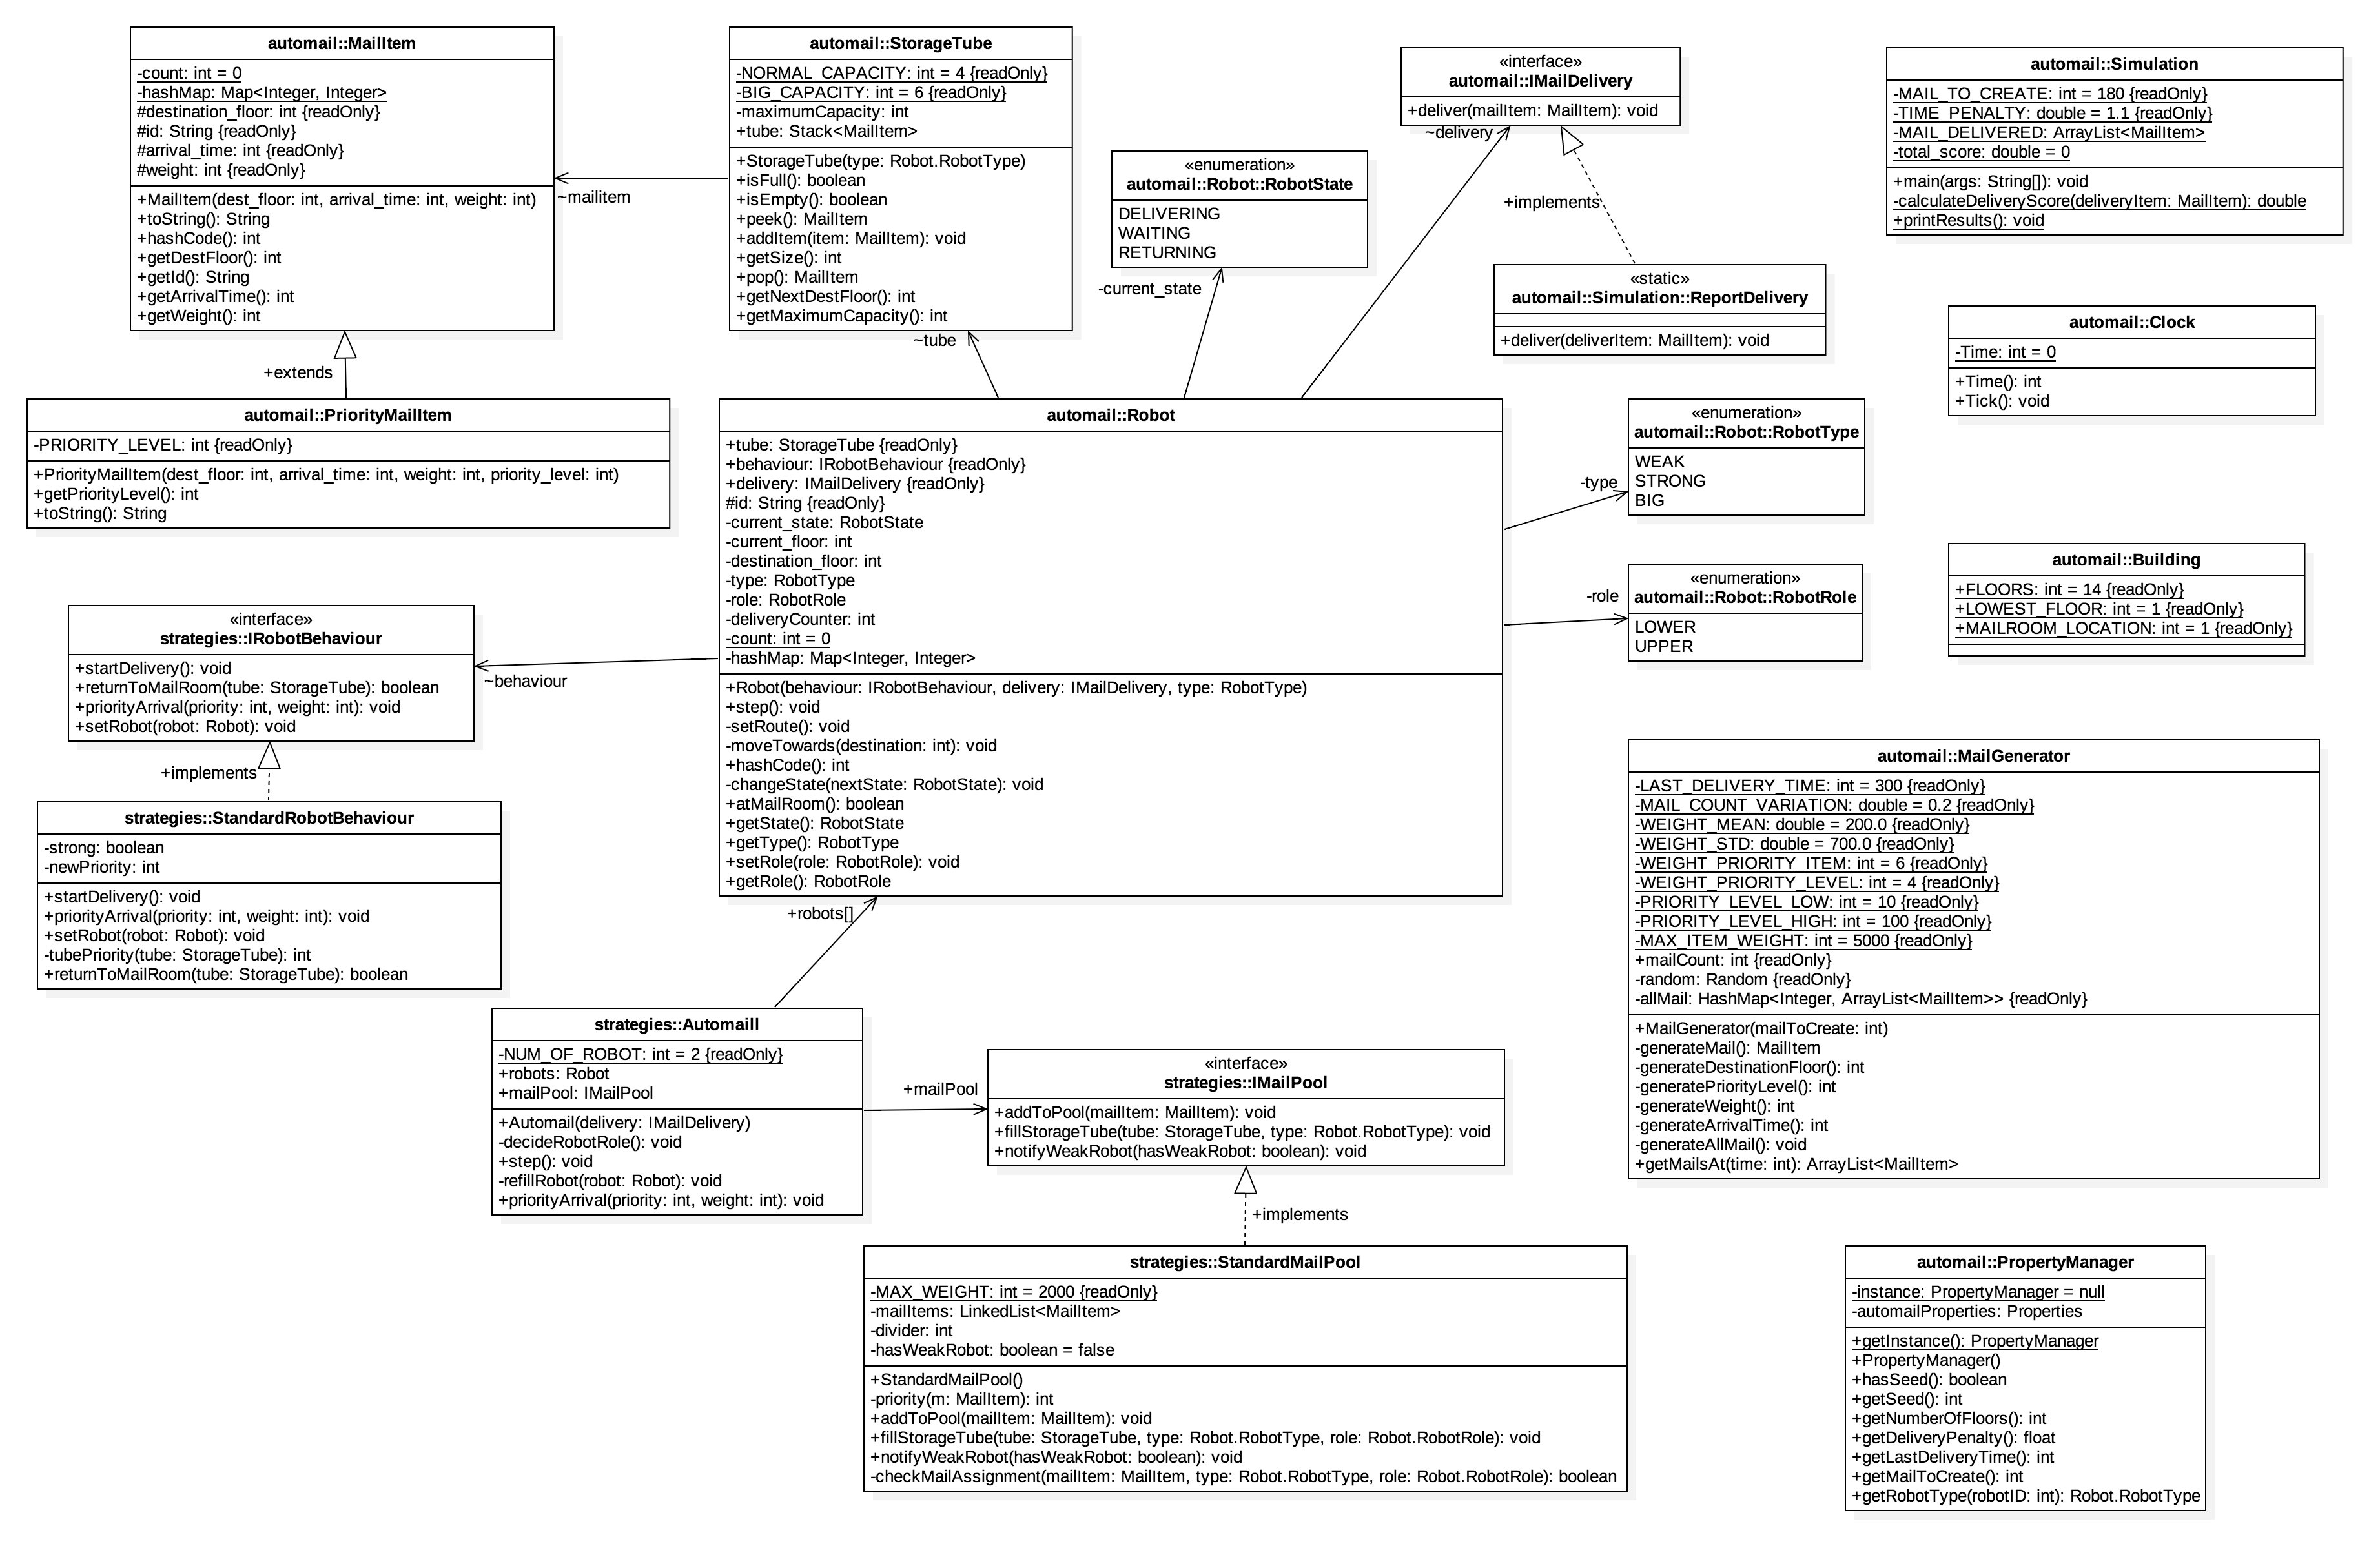 automail::MailItem
-count: int = 0
-hashMap: Map<Integer, Integer>
#destination_floor: int {readOnly}
#id: String {readOnly}
#arrival_time: int {readOnly}
#weight: int {readOnly}
+MailItem(dest_floor: int, arrival_time: int, weight: int)
+toString(): String
+hashCode(): int
+getDestFloor(): int
+getId(): String
+getArrivalTime(): int
+getWeight(): int
~mailitem
automail::StorageTube
-NORMAL_CAPACITY: int = 4 {readOnly}
-BIG_CAPACITY: int = 6 {readOnly}
-maximumCapacity: int
+tube: Stack<MailItem>
+StorageTube(type: Robot.RobotType)
+isFull(): boolean
+isEmpty(): boolean
+peek(): MailItem
+addItem(item: MailItem): void
+getSize(): int
+pop(): MailItem
+getNextDestFloor(): int
+getMaximumCapacity(): int
~tube
«enumeration»
automail::Robot::RobotState
DELIVERING
WAITING
RETURNING
-current_state
«interface»
automail::IMailDelivery
+deliver(mailItem: MailItem): void
~delivery
+implements
«static»
automail::Simulation::ReportDelivery
+deliver(deliverItem: MailItem): void
automail::Simulation
-MAIL_TO_CREATE: int = 180 {readOnly}
-TIME_PENALTY: double = 1.1 {readOnly}
-MAIL_DELIVERED: ArrayList<MailItem>
-total_score: double = 0
+main(args: String[]): void
-calculateDeliveryScore(deliveryItem: MailItem): double
+printResults(): void
automail::Clock
-Time: int = 0
+Time(): int
+Tick(): void
+extends
automail::PriorityMailItem
-PRIORITY_LEVEL: int {readOnly}
+PriorityMailItem(dest_floor: int, arrival_time: int, weight: int, priority_level: int)
+getPriorityLevel(): int
+toString(): String
automail::Robot
+tube: StorageTube {readOnly}
+behaviour: IRobotBehaviour {readOnly}
+delivery: IMailDelivery {readOnly}
#id: String {readOnly}
-current_state: RobotState
-current_floor: int
-destination_floor: int
-type: RobotType
-role: RobotRole
-deliveryCounter: int
-count: int = 0
-hashMap: Map<Integer, Integer>
+Robot(behaviour: IRobotBehaviour, delivery: IMailDelivery, type: RobotType)
+step(): void
-setRoute(): void
-moveTowards(destination: int): void
+hashCode(): int
-changeState(nextState: RobotState): void
+atMailRoom(): boolean
+getState(): RobotState
+getType(): RobotType
+setRole(role: RobotRole): void
+getRole(): RobotRole
-type
«enumeration»
automail::Robot::RobotType
WEAK
STRONG
BIG
-role
«enumeration»
automail::Robot::RobotRole
LOWER
UPPER
automail::Building
+FLOORS: int = 14 {readOnly}
+LOWEST_FLOOR: int = 1 {readOnly}
+MAILROOM_LOCATION: int = 1 {readOnly}
«interface»
strategies::IRobotBehaviour
+startDelivery(): void
+returnToMailRoom(tube: StorageTube): boolean
+priorityArrival(priority: int, weight: int): void
+setRobot(robot: Robot): void
~behaviour
+implements
strategies::StandardRobotBehaviour
-strong: boolean
-newPriority: int
+startDelivery(): void
+priorityArrival(priority: int, weight: int): void
+setRobot(robot: Robot): void
-tubePriority(tube: StorageTube): int
+returnToMailRoom(tube: StorageTube): boolean
+robots[]
strategies::Automaill
-NUM_OF_ROBOT: int = 2 {readOnly}
+robots: Robot
+mailPool: IMailPool
+Automail(delivery: IMailDelivery)
-decideRobotRole(): void
+step(): void
-refillRobot(robot: Robot): void
+priorityArrival(priority: int, weight: int): void
+mailPool
«interface»
strategies::IMailPool
+addToPool(mailItem: MailItem): void
+fillStorageTube(tube: StorageTube, type: Robot.RobotType): void
+notifyWeakRobot(hasWeakRobot: boolean): void
+implements
strategies::StandardMailPool
-MAX_WEIGHT: int = 2000 {readOnly}
-mailItems: LinkedList<MailItem>
-divider: int
-hasWeakRobot: boolean = false
+StandardMailPool()
-priority(m: MailItem): int
+addToPool(mailItem: MailItem): void
+fillStorageTube(tube: StorageTube, type: Robot.RobotType, role: Robot.RobotRole): void
+notifyWeakRobot(hasWeakRobot: boolean): void
-checkMailAssignment(mailItem: MailItem, type: Robot.RobotType, role: Robot.RobotRole): boolean
automail::MailGenerator
-LAST_DELIVERY_TIME: int = 300 {readOnly}
-MAIL_COUNT_VARIATION: double = 0.2 {readOnly}
-WEIGHT_MEAN: double = 200.0 {readOnly}
-WEIGHT_STD: double = 700.0 {readOnly}
-WEIGHT_PRIORITY_ITEM: int = 6 {readOnly}
-WEIGHT_PRIORITY_LEVEL: int = 4 {readOnly}
-PRIORITY_LEVEL_LOW: int = 10 {readOnly}
-PRIORITY_LEVEL_HIGH: int = 100 {readOnly}
-MAX_ITEM_WEIGHT: int = 5000 {readOnly}
+mailCount: int {readOnly}
-random: Random {readOnly}
-allMail: HashMap<Integer, ArrayList<MailItem>> {readOnly}
+MailGenerator(mailToCreate: int)
-generateMail(): MailItem
-generateDestinationFloor(): int
-generatePriorityLevel(): int
-generateWeight(): int
-generateArrivalTime(): int
-generateAllMail(): void
+getMailsAt(time: int): ArrayList<MailItem>
automail::PropertyManager
-instance: PropertyManager = null
-automailProperties: Properties
+getInstance(): PropertyManager
+PropertyManager()
+hasSeed(): boolean
+getSeed(): int
+getNumberOfFloors(): int
+getDeliveryPenalty(): float
+getLastDeliveryTime(): int
+getMailToCreate(): int
+getRobotType(robotID: int): Robot.RobotType